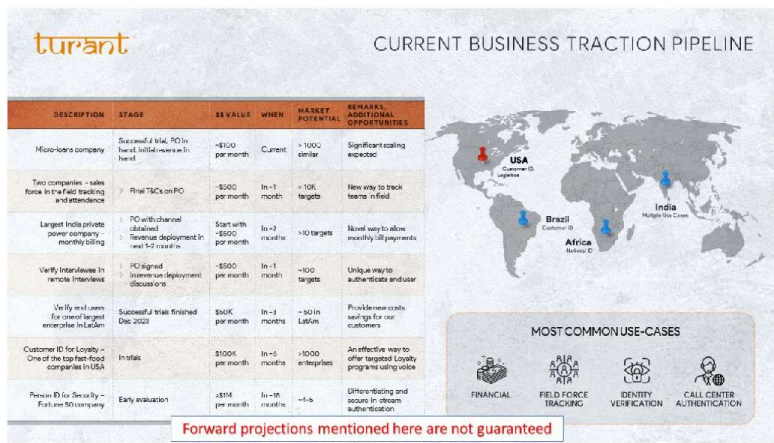 turant
CURRENT BUSINESS TRACTION PIPELINE
DESCRIPTION
STAGE
$$ VALUE
WHEN
MARKET
POTENTIAL
REMARKS,
ADDITIONAL
OPPORTUNITIES
Micro-loans company
Successful trial, PO in
hand, initial revenue in
hand
~$100
per month
Current
>1000
similar
Significant scaling
expected
Two companies – sales
force in the field tracking
and attendence
Final T&Cs on PO
~$500
per month
In ~1
month
>10K
targets
New way to track
teams in field
Largest India private
power company –
monthly billing
PO with channel
obtained
Revenue deployment in
next 1-2 months
Start with
~$500
per month
In ~2
months
>10 targets
Novel way to allow
monthly bill payments
Verify Interviewee in
remote interviews
PO signed
In revenue deployment
discussions
~$500
per month
In ~1
month
~100
targets
Unique way to
authenticate end user
Verify end users
for one of largest
enterprise in LatAm
Successful trials finished
Dec 2023
$50K
per month
In ~3
months
~50 in
LatAm
Provide new costs
savings for our
customers
Customer ID for Loyalty –
One of the top fast-food
companies in USA
In trials
$100K
per month
In ~6
months
>1000
enterprises
An effective way to
offer targeted Loyalty
programs using voice
Person ID for Security –
Fortune 50 company
Early evaluation
>$1M
per month
In ~18
months
~4-6
Differentiating and
secure in-stream
authentication
USA
Customer ID,
Logistics
Brazil
Customer ID
Africa
National ID
India
Multiple Use Cases
MOST COMMON USE-CASES
FINANCIAL
FIELD FORCE
TRACKING
IDENTITY
VERIFICATION
CALL CENTER
AUTHENTICATION
Forward projections mentioned here are not guaranteed